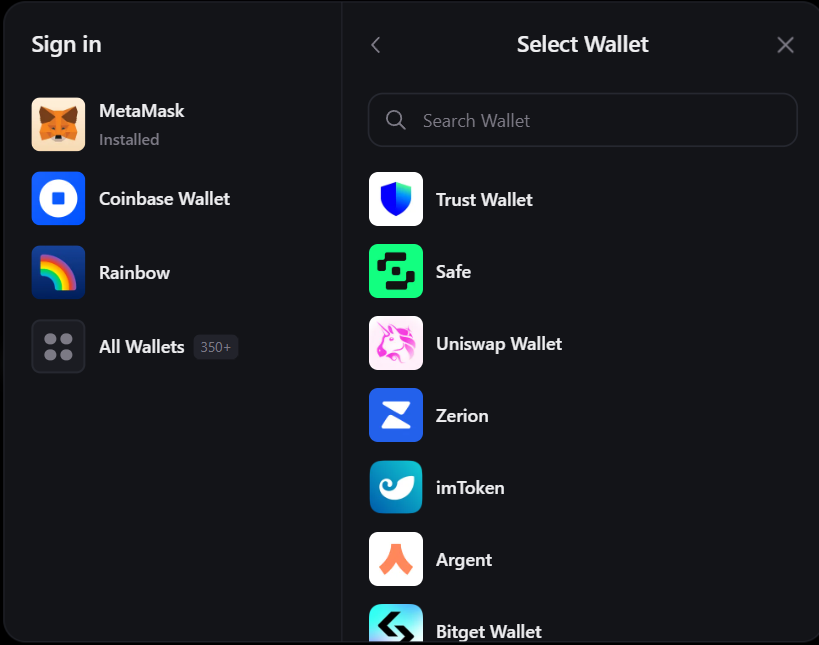 Sign in
MetaMask
Installed
Coinbase Wallet
Rainbow
All Wallets 350+
Select Wallet
Search Wallet
Trust Wallet
Safe
Uniswap Wallet
Zerion
imToken
Argent
Bitget Wallet